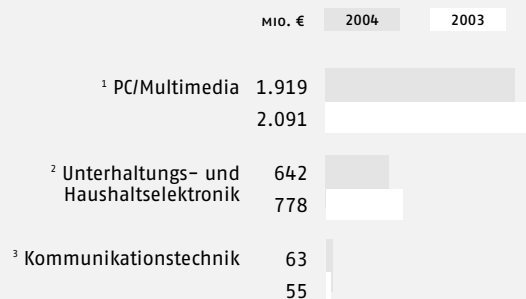 MIO. € 2004 2003
¹ PC/Multimedia 1.919
2.091
² Unterhaltungs- und 642
Haushaltselektronik
778
³ Kommunikationstechnik 63
55